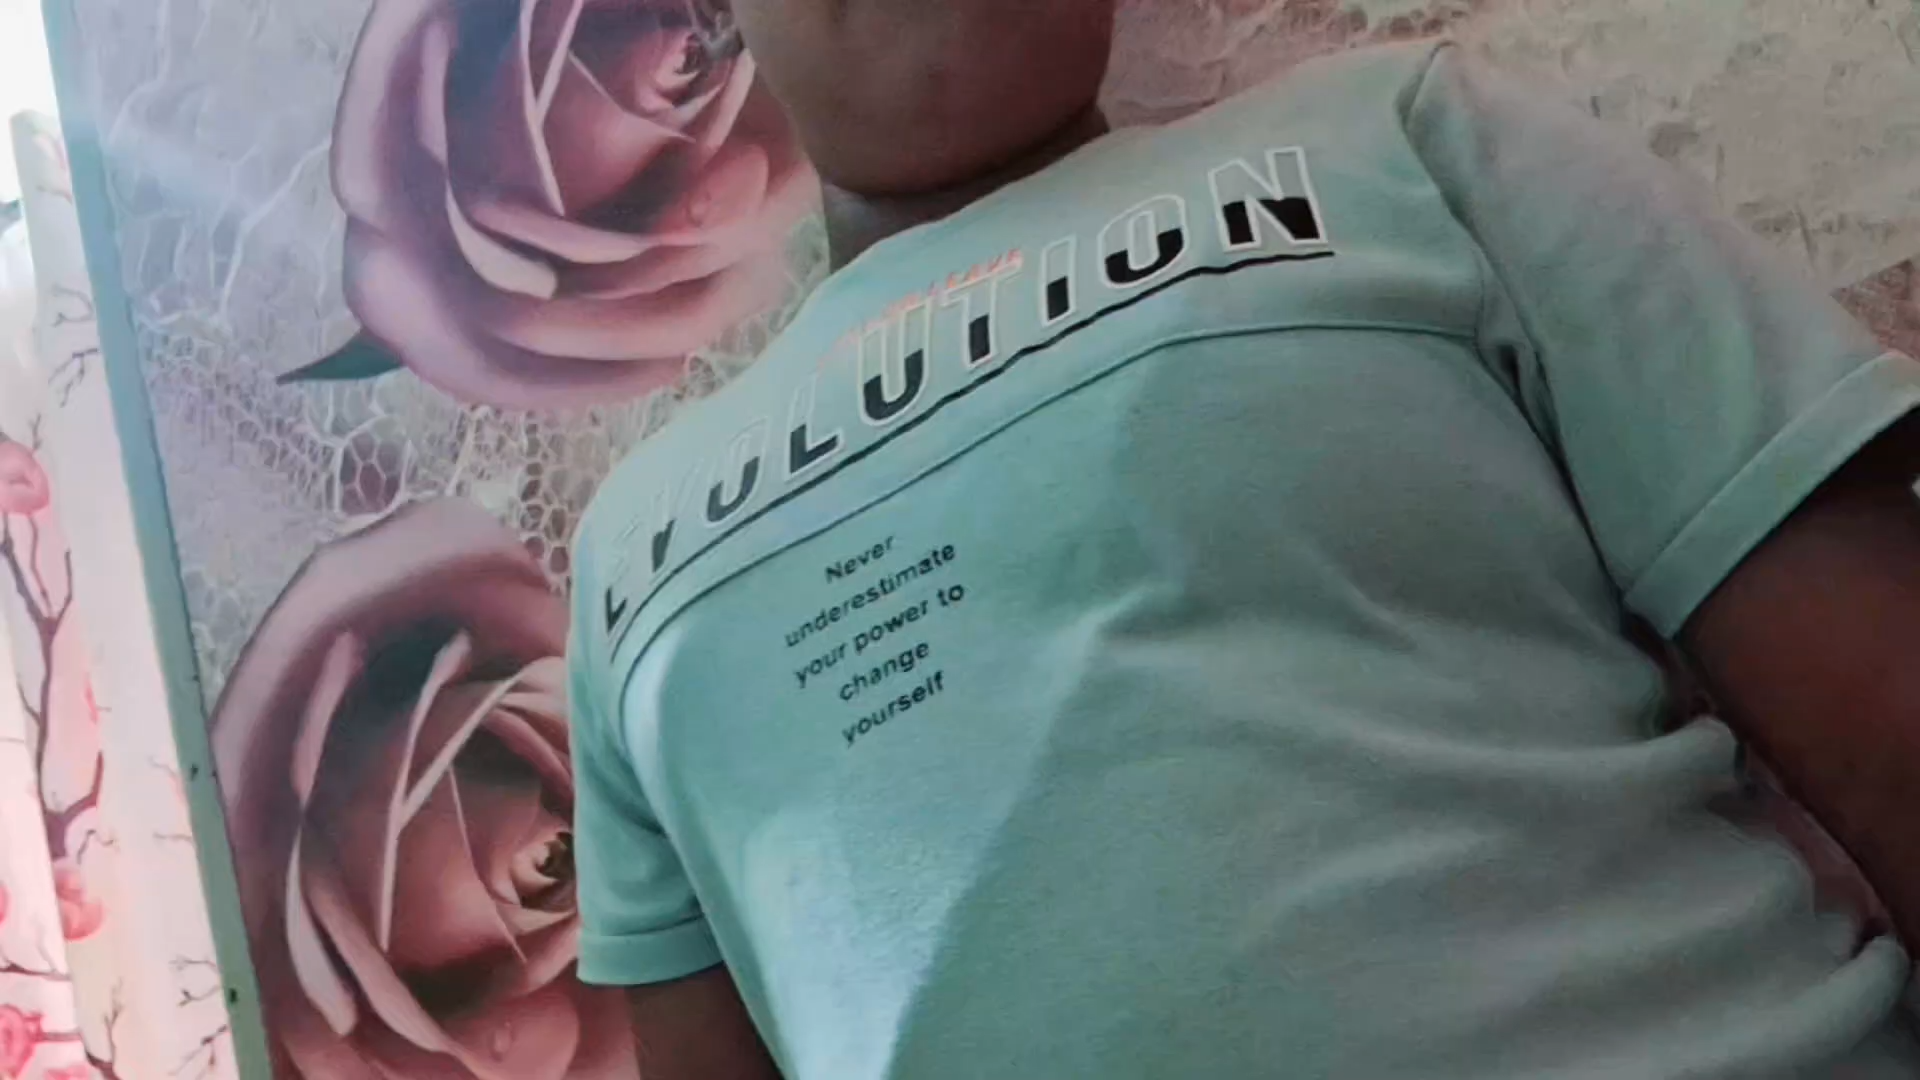 EVOLUTION
Never
underestimate
your power to
change
yourself